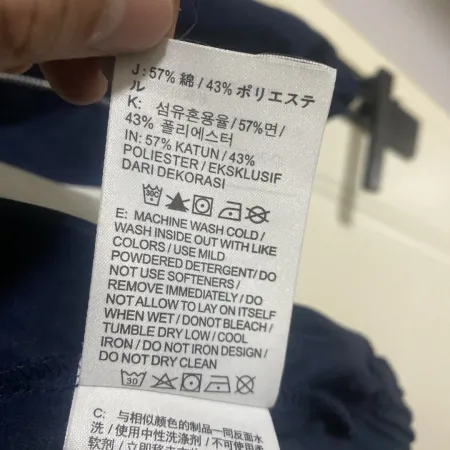 J: 57% 綿 / 43% ポリエステ
ル
K: 섬유혼용율 / 57%면 /
43% 폴리에스터
IN: 57% KATUN / 43%
POLIESTER / EKSKLUSIF
DARI DEKORASI
E: MACHINE WASH COLD /
WASH INSIDE OUT WITH LIKE
COLORS / USE MILD
POWDERED DETERGENT/ DO
NOT USE SOFTENERS /
REMOVE IMMEDIATELY / DO
NOT ALLOW TO LAY ON ITSELF
WHEN WET / DONOT BLEACH /
TUMBLE DRY LOW / COOL
IRON / DO NOT IRON DESIGN /
DO NOT DRY CLEAN
30
C: 与相似颜色的制品一同反面水
洗 / 使用中性洗涤剂 / 不可使用